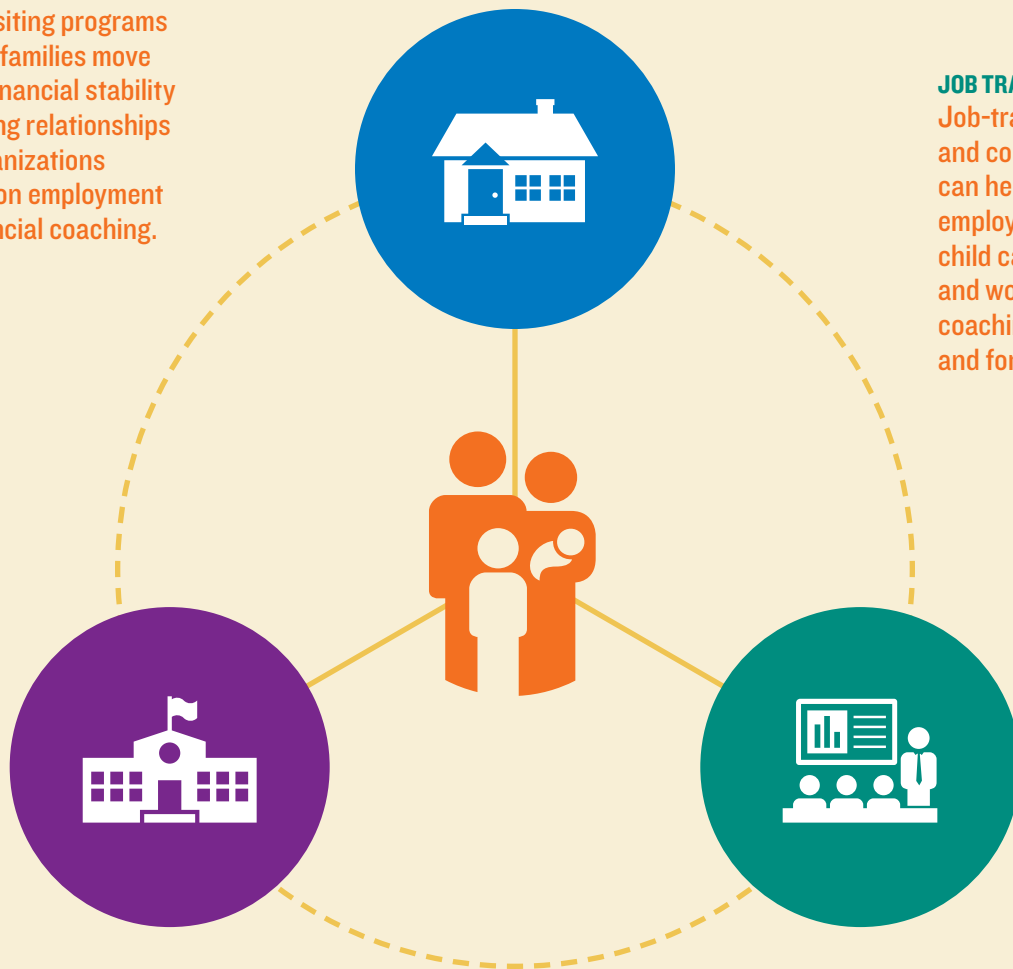 siting programs
families move
nancial stability
ng relationships
anizations
on employment
ncial coaching.
JOB TRA
Job-tra
and co
can he
employ
child ca
and wo
coachi
and for